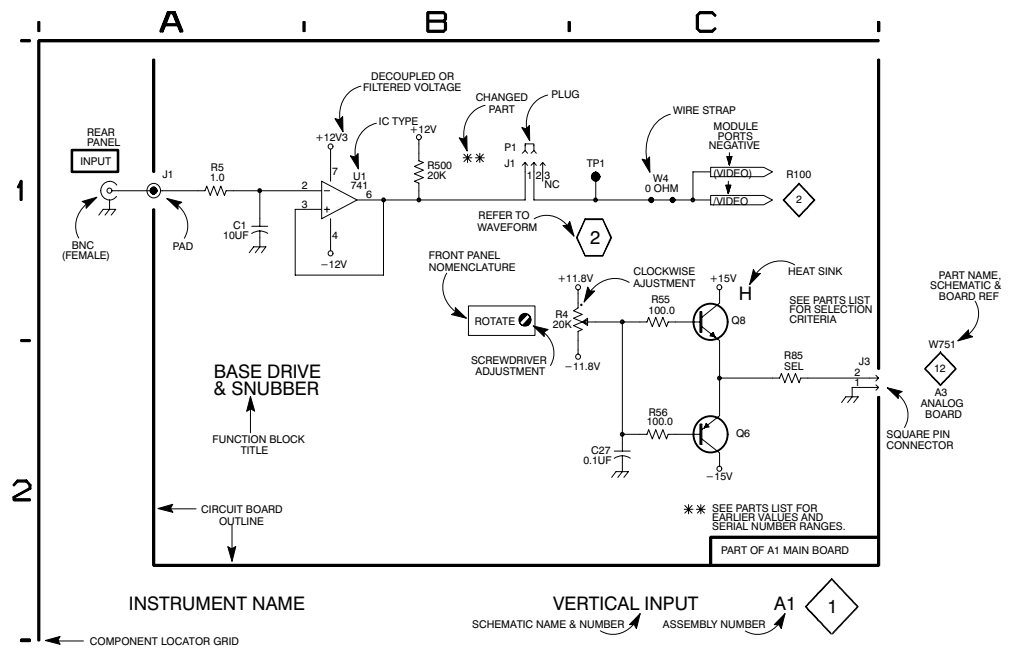 A
B
C
DECOUPLED OR
FILTERED VOLTAGE
CHANGED
PART
PLUG
REAR
PANEL
INPUT
+12V3
IC TYPE
+12V
P1
WIRE STRAP
MODULE
PORTS
NEGATIVE
1
J1
R5
1.0
2
3
7
U1
741
6
4
−12V
R500
20K
**
J1
1
2
3
NC
TP1
W4
0 OHM
(VIDEO)
/VIDEO
R100
2
BNC
(FEMALE)
PAD
C1
10UF
REFER TO
WAVEFORM
2
FRONT PANEL
NOMENCLATURE
+11.8V
CLOCKWISE
AJUSTMENT
+15V
H
HEAT SINK
PART NAME,
SCHEMATIC &
BOARD REF
ROTATE
R4
20K
R55
100.0
Q8
SEE PARTS LIST
FOR SELECTION
CRITERIA
SCREWDRIVER
ADJUSTMENT
−11.8V
R85
SEL
J3
2
1
W751
12
A3
ANALOG
BOARD
BASE DRIVE
& SNUBBER
FUNCTION BLOCK
TITLE
R56
100.0
Q6
SQUARE PIN
CONNECTOR
C27
0.1UF
−15V
2
CIRCUIT BOARD
OUTLINE
** SEE PARTS LIST FOR
EARLIER VALUES AND
SERIAL NUMBER RANGES.
PART OF A1 MAIN BOARD
INSTRUMENT NAME
VERTICAL INPUT
A1
1
SCHEMATIC NAME & NUMBER
ASSEMBLY NUMBER
COMPONENT LOCATOR GRID